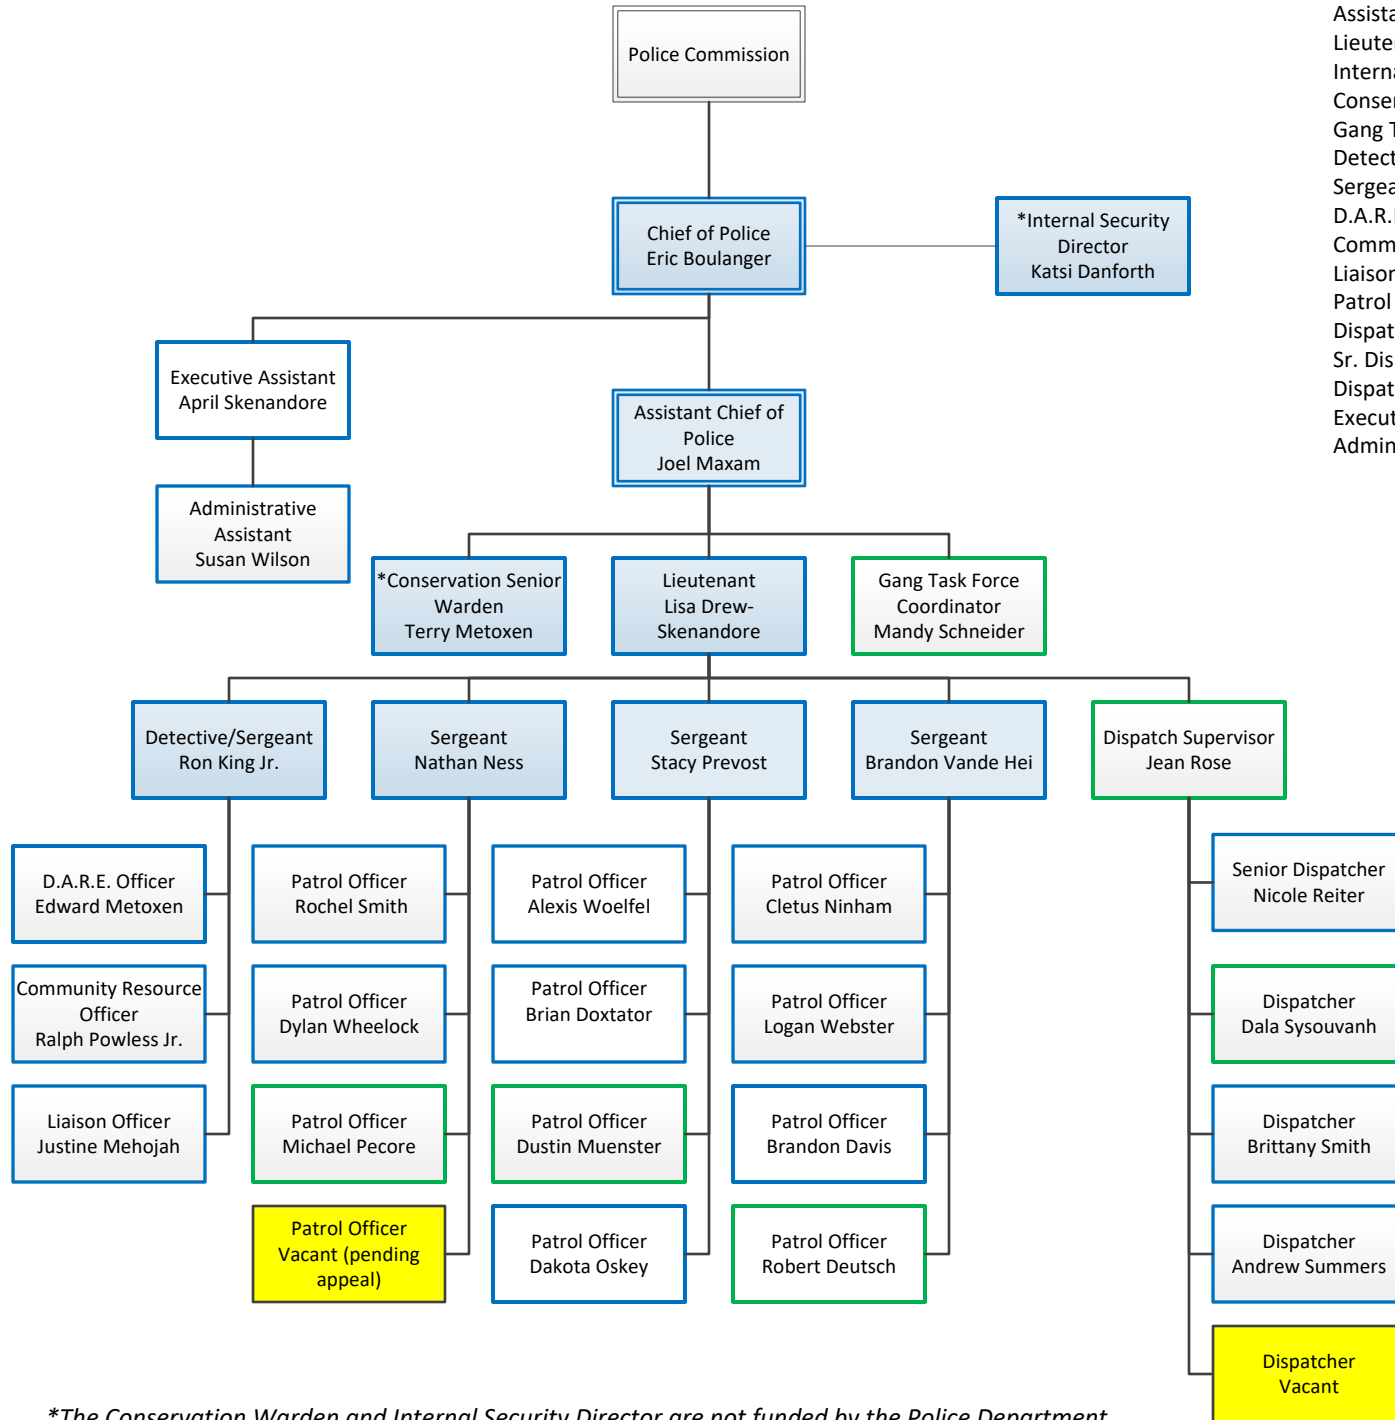 Police Commission
Chief of Police
Eric Boulanger
*Internal Security
Director
Katsi Danforth
Executive Assistant
April Skenandore
Assistant Chief of
Police
Joel Maxam
Administrative
Assistant
Susan Wilson
*Conservation Senior
Warden
Terry Metoxen
Lieutenant
Lisa Drew-
Skenandore
Gang Task Force
Coordinator
Mandy Schneider
Detective/Sergeant
Ron King Jr.
Sergeant
Nathan Ness
Sergeant
Stacy Prevost
Sergeant
Brandon Vande Hei
Dispatch Supervisor
Jean Rose
D.A.R.E. Officer
Edward Metoxen
Community Resource
Officer
Ralph Powless Jr.
Liaison Officer
Justine Mehojah
Patrol Officer
Rochel Smith
Patrol Officer
Dylan Wheelock
Patrol Officer
Michael Pecore
Patrol Officer
Vacant (pending
appeal)
Patrol Officer
Alexis Woelfel
Patrol Officer
Brian Doxtator
Patrol Officer
Dustin Muenster
Patrol Officer
Dakota Oskey
Patrol Officer
Cletus Ninham
Patrol Officer
Logan Webster
Patrol Officer
Brandon Davis
Patrol Officer
Robert Deutsch
Senior Dispatcher
Nicole Reiter
Dispatcher
Dala Sysouvanh
Dispatcher
Brittany Smith
Dispatcher
Andrew Summers
Dispatcher
Vacant
Gang
Patrol
Sr.
*The Conservation Warden and Internal Security Director are not funded by the Police Department